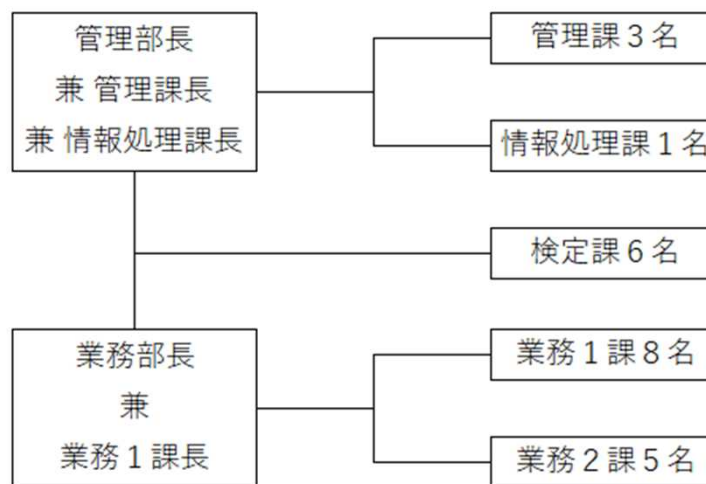 管理部長
兼 管理課長
兼 情報処理課長
管理課３名
情報処理課１名
検定課６名
業務部長
兼
業務１課長
業務１課８名
業務２課５名